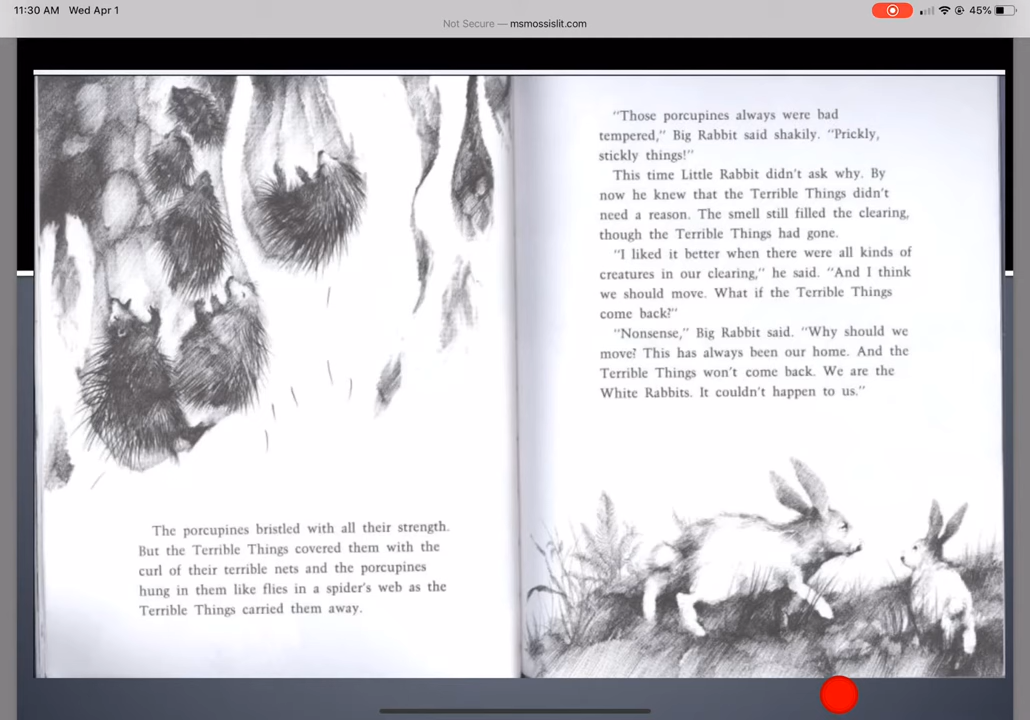 11:30 AM Wed Apr 1
45%
Not Secure — msmossislit.com
The porcupines bristled with all their strength.
But the Terrible Things covered them with the
curl of their terrible nets and the porcupines
hung in them like flies in a spider's web as the
Terrible Things carried them away.
"Those porcupines always were bad
tempered," Big Rabbit said shakily. "Prickly,
stickly things!"
This time Little Rabbit didn't ask why. By
now he knew that the Terrible Things didn't
need a reason. The smell still filled the clearing,
though the Terrible Things had gone.
"I liked it better when there were all kinds of
creatures in our clearing," he said. "And I think
we should move. What if the Terrible Things
come back?"
"Nonsense," Big Rabbit said. "Why should we
move? This has always been our home. And the
Terrible Things won't come back. We are the
White Rabbits. It couldn't happen to us."